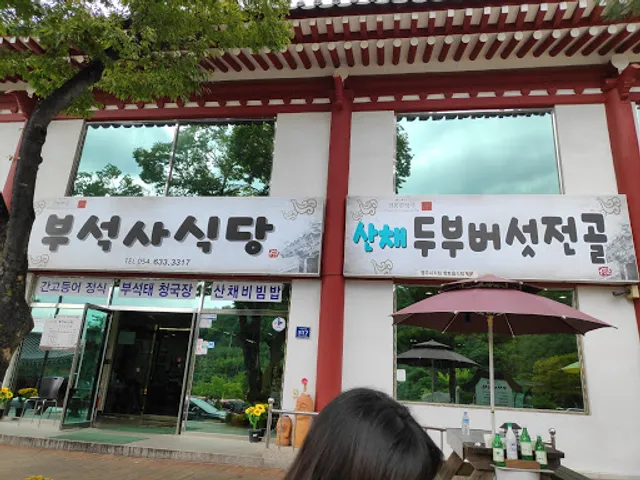 부석사식당
TEL 054. 633.3317
산채 두부버섯전골
간고등어 정식
부석태 청국장
산채비빔밥